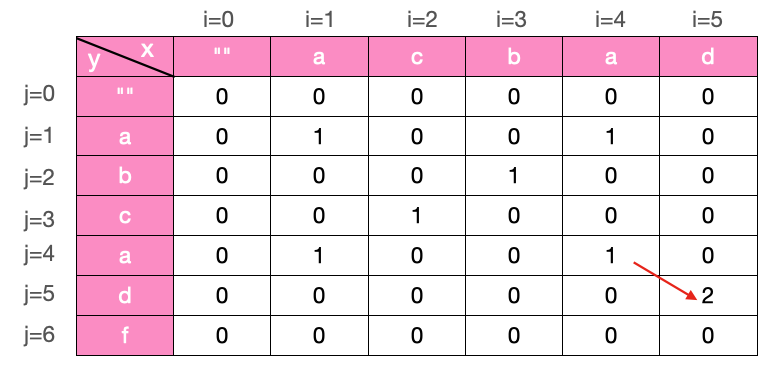 i=0 i=1 i=2 i=3 i=4 i=5
y x "" a c b a d
j=0 "" 0 0 0 0 0 0
j=1 a 0 1 0 0 1 0
j=2 b 0 0 0 1 0 0
j=3 c 0 0 1 0 0 0
j=4 a 0 1 0 0 1 0
j=5 d 0 0 0 0 0 2
j=6 f 0 0 0 0 0 0